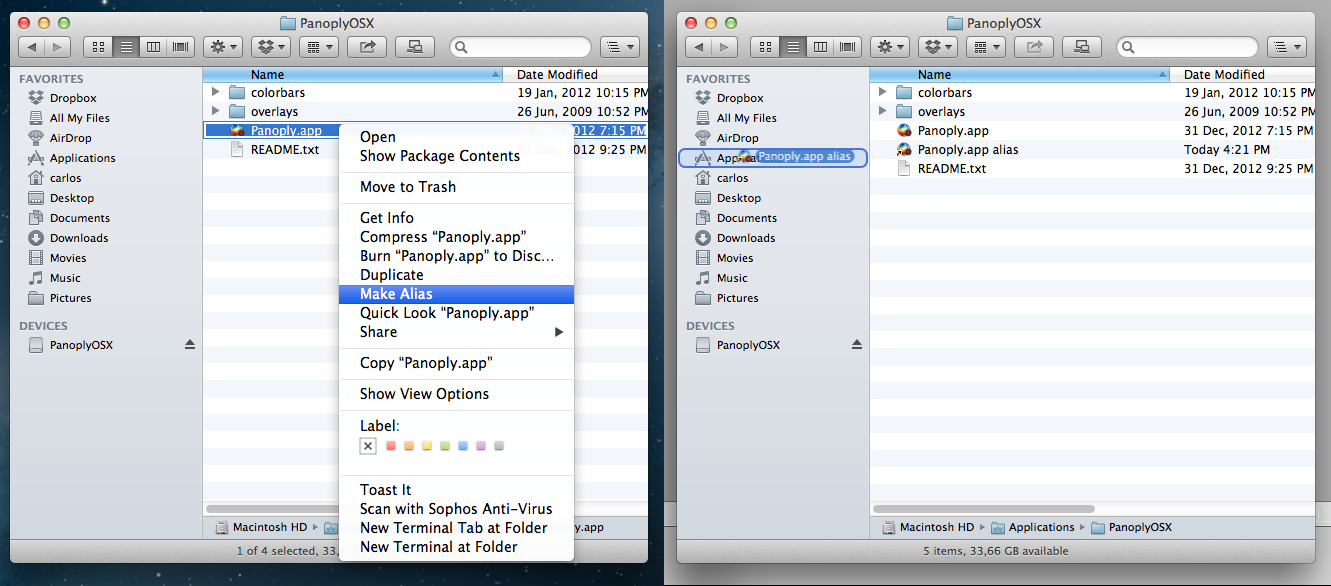 PanoplyOSX
FAVORITES
Dropbox
All My Files
AirDrop
Applications
carlos
Desktop
Documents
Downloads
Movies
Music
Pictures
DEVICES
PanoplyOSX
Name Date Modified
colorbars 19 Jan, 2012 10:15 PM
overlays 26 Jun, 2009 10:52 PM
Panoply.app 012 7:15 PM
README.txt 2012 9:25 PM
Open
Show Package Contents
Move to Trash
Get Info
Compress “Panoply.app”
Burn “Panoply.app” to Disc...
Duplicate
Make Alias
Quick Look “Panoply.app”
Share
Copy “Panoply.app”
Show View Options
Label:
Toast It
Scan with Sophos Anti-Virus
New Terminal Tab at Folder
New Terminal at Folder
Macintosh HD
.app
1 of 4 selected, 33,
PanoplyOSX
FAVORITES
Dropbox
All My Files
AirDrop
Panoply.app alias
carlos
Desktop
Documents
Downloads
Movies
Music
Pictures
DEVICES
PanoplyOSX
Name Date Modified
colorbars 19 Jan, 2012 10:15 PM
overlays 26 Jun, 2009 10:52 PM
Panoply.app 31 Dec, 2012 7:15 PM
Panoply.app alias Today 4:21 PM
README.txt 31 Dec, 2012 9:25 PM
Macintosh HD Applications PanoplyOSX
5 items, 33,66 GB available